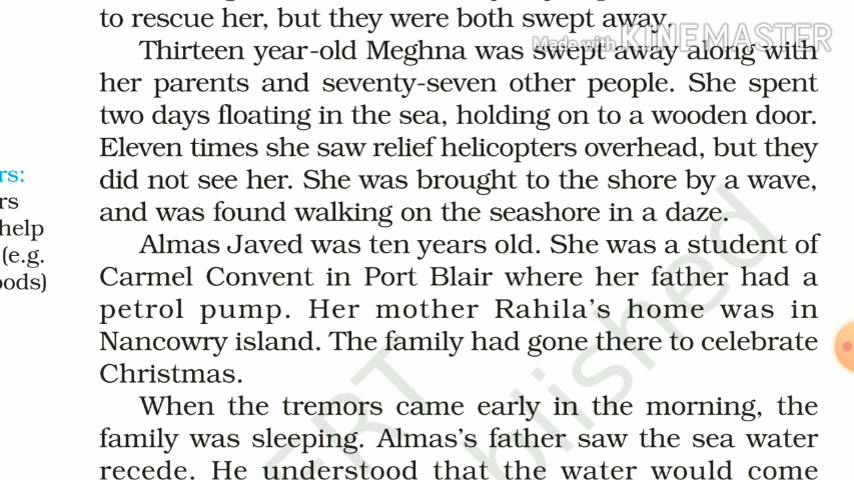 to rescue her, but they were both swept away.
Made with KINEMASTER
Thirteen year-old Meghna was swept away along with
her parents and seventy-seven other people. She spent
two days floating in the sea, holding on to a wooden door.
Eleven times she saw relief helicopters overhead, but they
rs:
did not see her. She was brought to the shore by a wave,
rs
and was found walking on the seashore in a daze.
help
(e.g.
oods)
Almas Javed was ten years old. She was a student of
Carmel Convent in Port Blair where her father had a
petrol pump. Her mother Rahila's home was in
Nancowry island. The family had gone there to celebrate
Christmas.
When the tremors came early in the morning, the
family was sleeping. Almas's father saw the sea water
recede. He understood that the water would come
blished